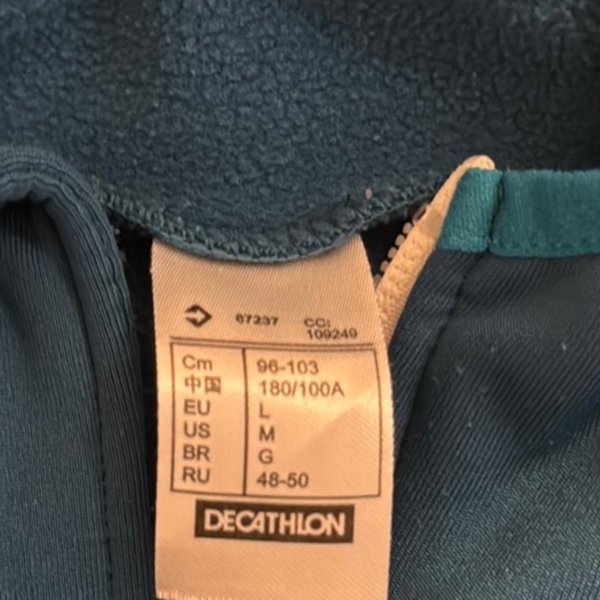 67237 CC:
109249
Cm 96-103
中国 180/100A
EU L
US M
BR G
RU 48-50
DECATHLON